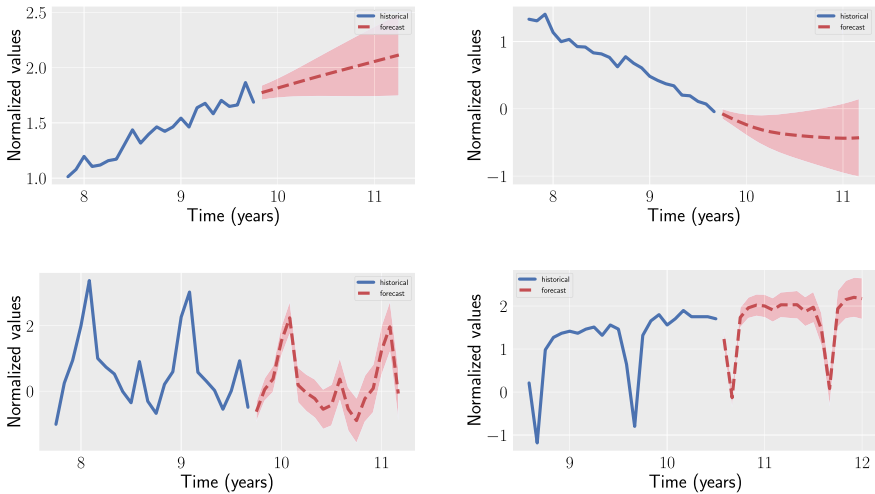 2.5
2.0
1.5
1.0
Normalized values
historical
forecast
8 9 10 11
Time (years)
1
0
−1
Normalized values
historical
forecast
8 9 10 11
Time (years)
2
0
Normalized values
historical
forecast
8 9 10 11
Time (years)
2
1
0
−1
Normalized values
historical
forecast
9 10 11 12
Time (years)